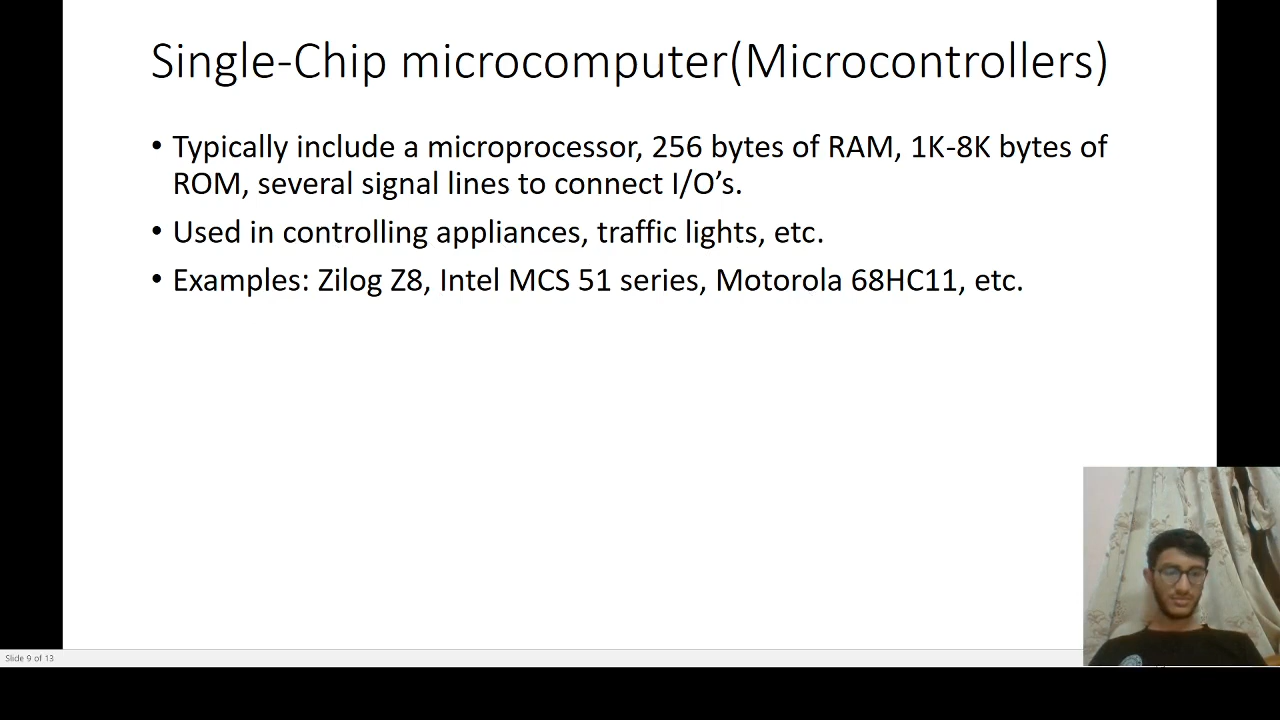 Single-Chip microcomputer(Microcontrollers)
• Typically include a microprocessor, 256 bytes of RAM, 1K-8K bytes of
ROM, several signal lines to connect I/O’s.
• Used in controlling appliances, traffic lights, etc.
• Examples: Zilog Z8, Intel MCS 51 series, Motorola 68HC11, etc.
Slide 9 of 13